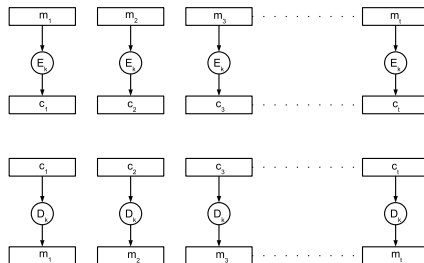 m₁ m₂ m₃ mₜ
Eₖ Eₖ Eₖ Eₖ
c₁ c₂ c₃ cₜ
c₁ c₂ c₃ cₜ
Dₖ Dₖ Dₖ Dₖ
m₁ m₂ m₃ mₜ